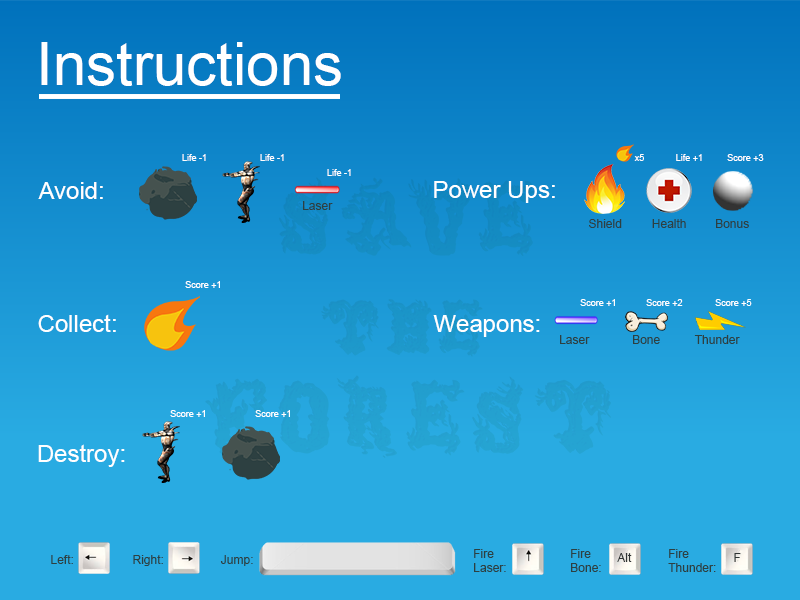 Instructions
Life -1
Life -1
Life -1
Avoid:
Laser
x5
Life +1
Score +3
Power Ups:
Shield
Health
Bonus
SAVE
THE
FOREST
Score +1
Collect:
Score +1
Score +2
Score +5
Weapons:
Laser
Bone
Thunder
Score +1
Score +1
Destroy:
Left:
←
Right:
→
Jump:
Fire
Laser:
↑
Fire
Bone:
Alt
Fire
Thunder:
F